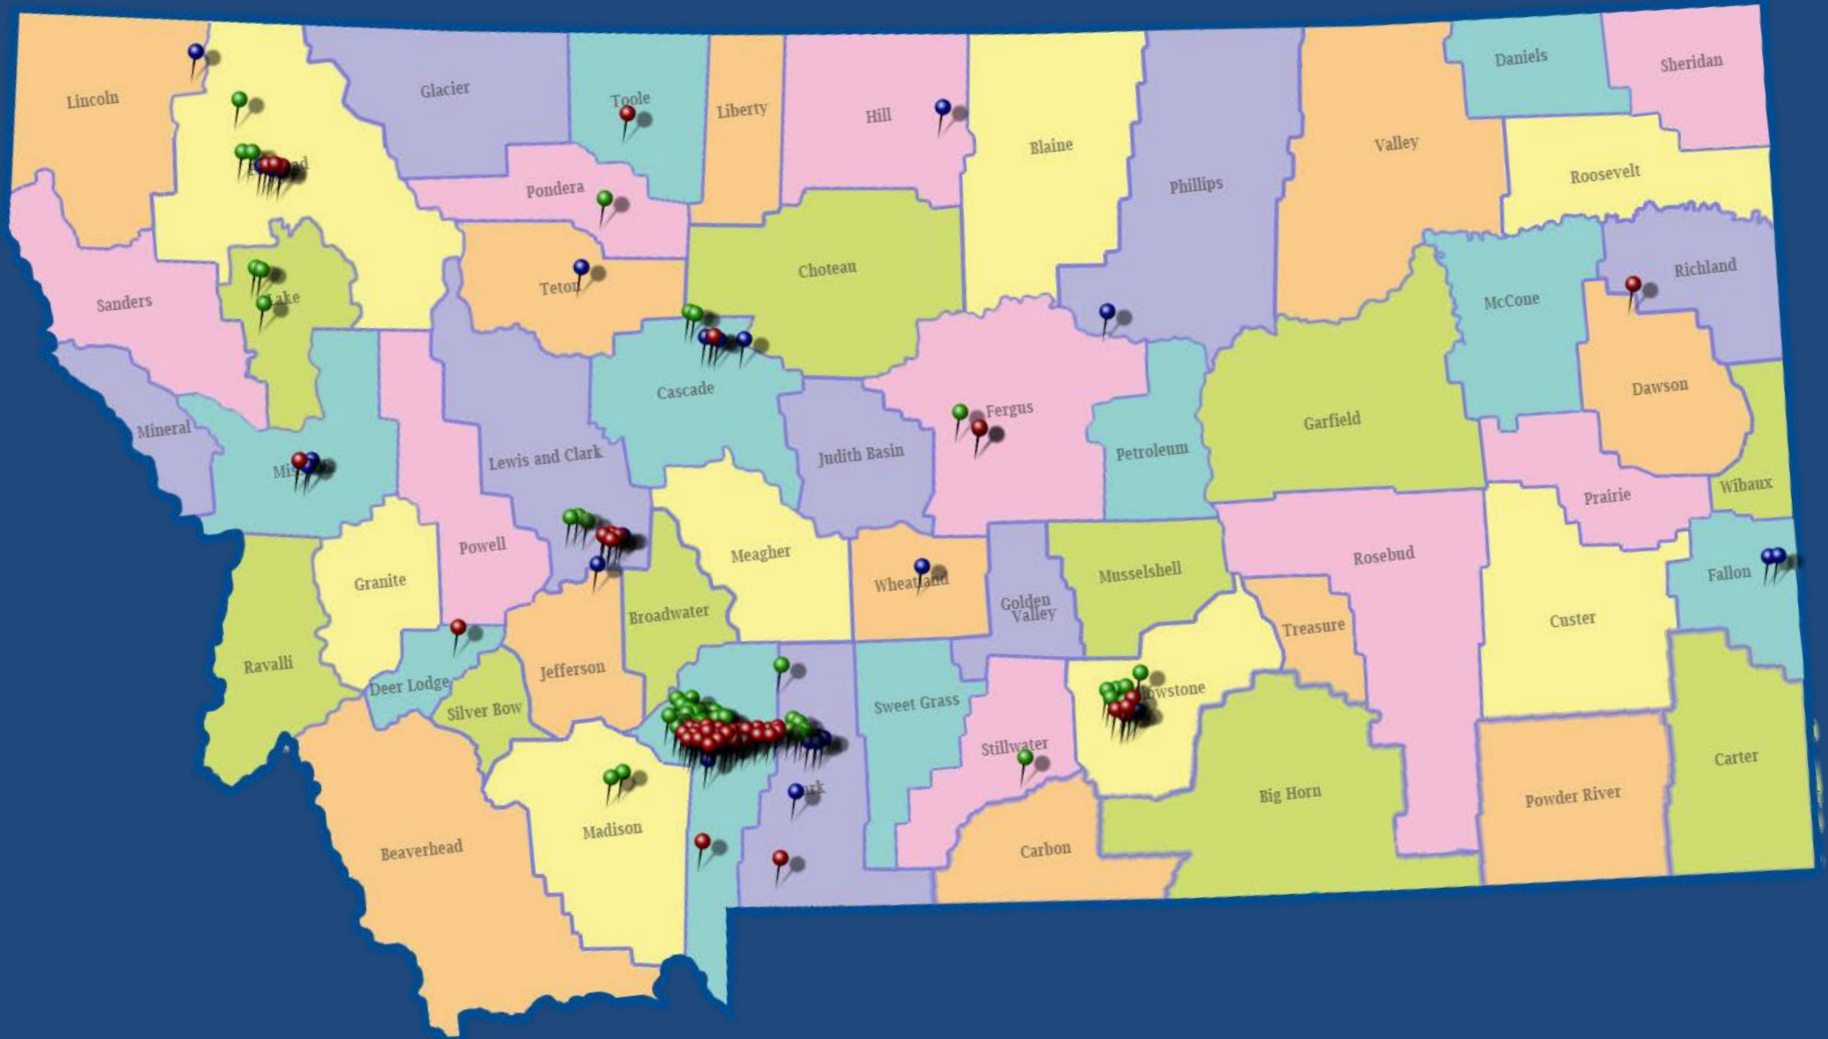 Lincoln
Glacier
Toole
Liberty
Hill
Blaine
Phillips
Valley
Daniels
Sheridan
Roosevelt
Pondera
Teton
Choteau
Sanders
Lake
McCone
Richland
Mineral
Cascade
Lewis and Clark
Judith Basin
Fergus
Petroleum
Garfield
Dawson
Prairie
Wibaux
Powell
Granite
Meagher
Wheatland
Golden
Valley
Musselshell
Rosebud
Custer
Fallon
Ravalli
Deer Lodge
Silver Bow
Jefferson
Broadwater
Treasure
Sweet Grass
Stillwater
Big Horn
Powder River
Carter
Beaverhead
Madison
Carbon